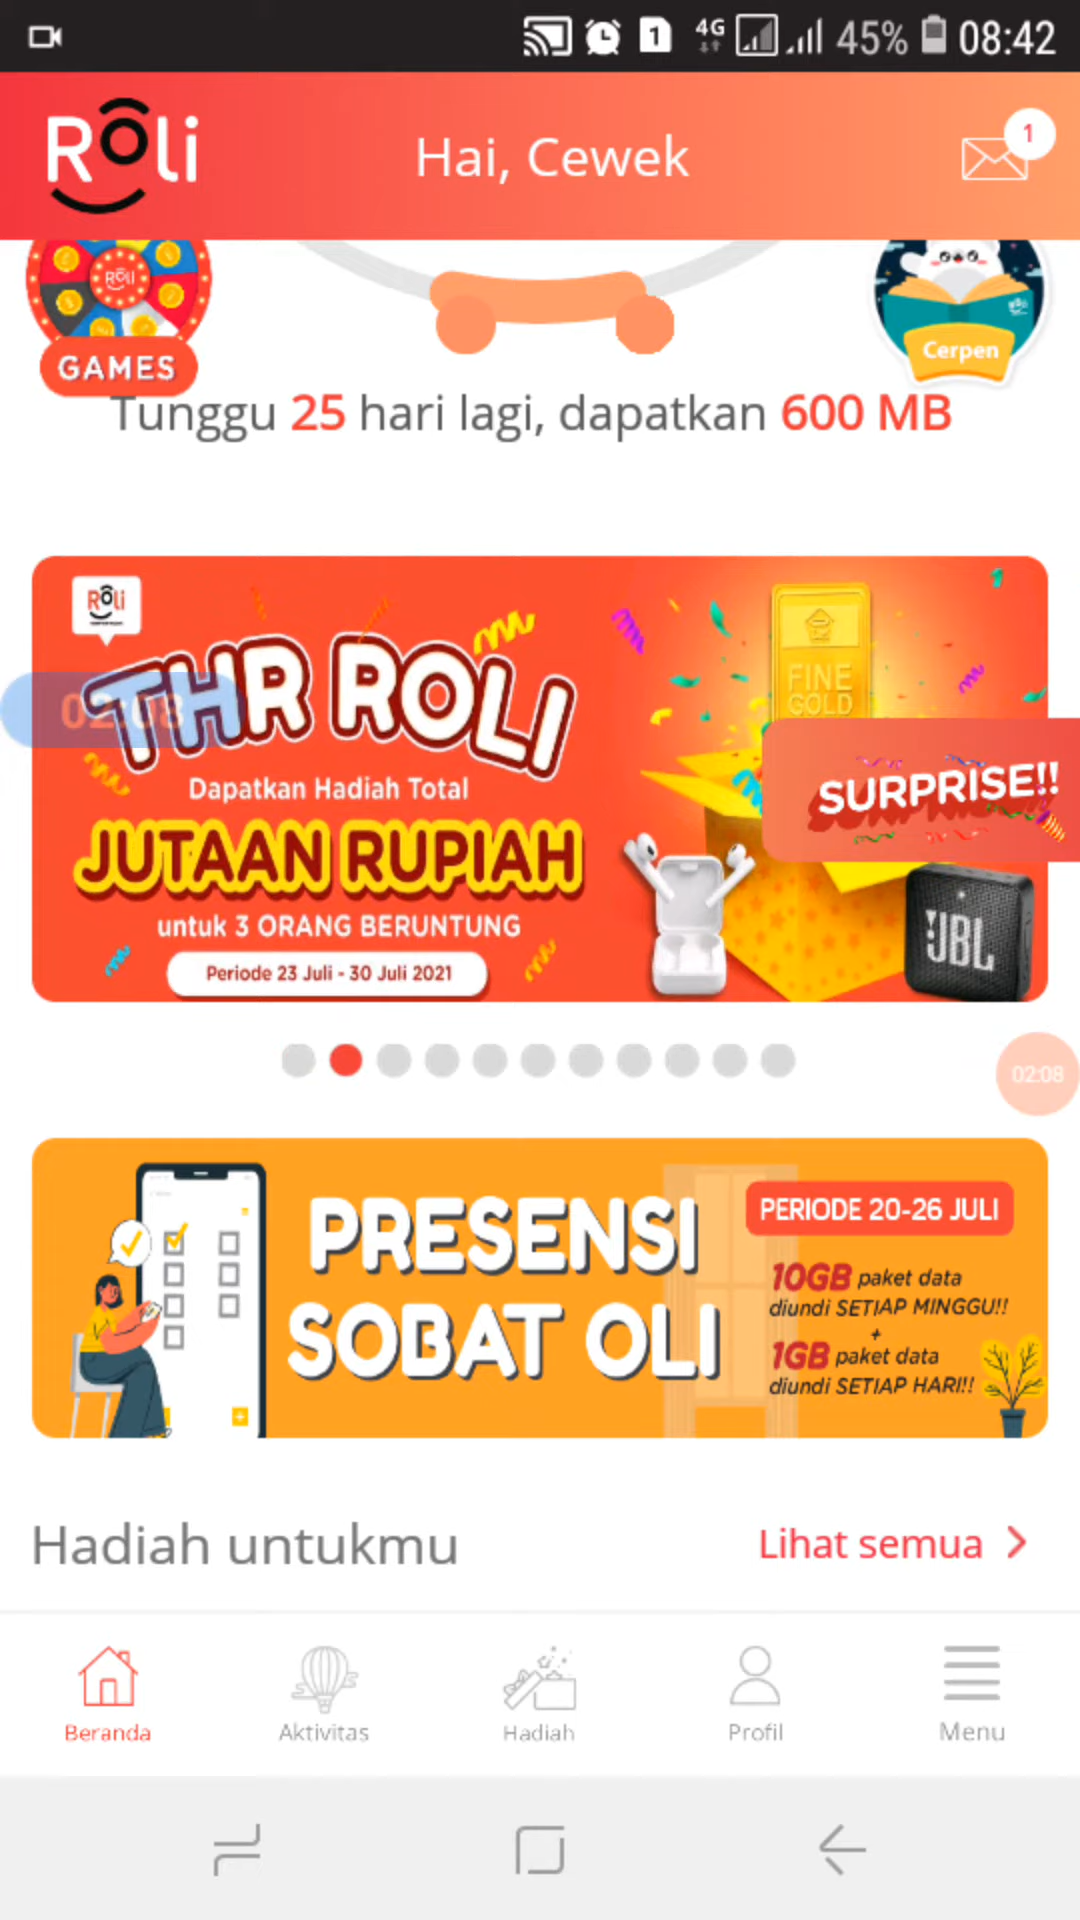 4G 1 45% 08:42
Roli
Hai, Cewek
1
Roli
GAMES
Cerpen
Tunggu 25 hari lagi, dapatkan 600 MB
Roli
THR ROLI
02:08
FINE
GOLD
Dapatkan Hadiah Total
SURPRISE!!
JUTAAN RUPIAH
untuk 3 ORANG BERUNTUNG
JBL
Periode 23 Juli - 30 Juli 2021
02:08
PRESENSI
SOBAT OLI
PERIODE 20-26 JULI
10GB paket data
diundi SETIAP MINGGU!!
+
1GB paket data
diundi SETIAP HARI!!
Hadiah untukmu
Lihat semua
Beranda
Aktivitas
Hadiah
Profil
Menu